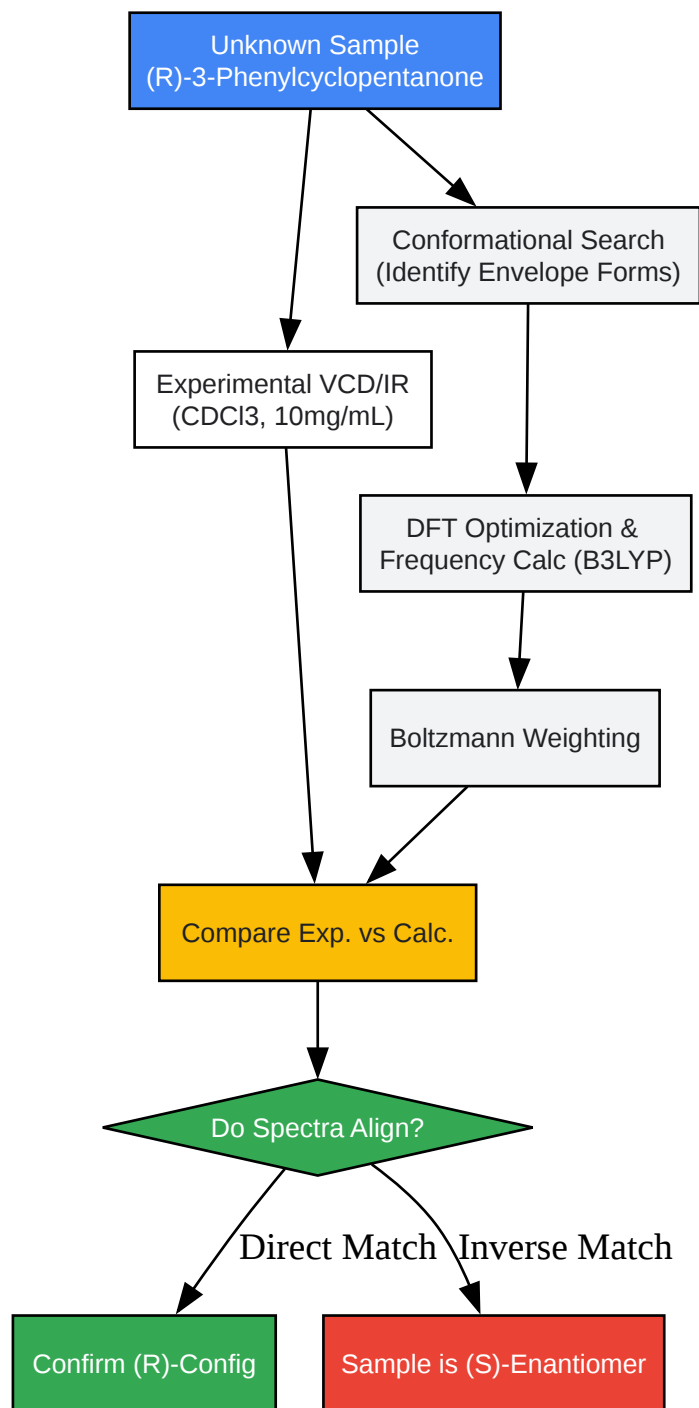 Unknown Sample
(R)-3-Phenylcyclopentanone
Conformational Search
(Identify Envelope Forms)
Experimental VCD/IR
(CDCl3, 10mg/mL)
DFT Optimization &
Frequency Calc (B3LYP)
Boltzmann Weighting
Compare Exp. vs Calc.
Do Spectra Align?
Direct Match
Inverse Match
Confirm (R)-Config
Sample is (S)-Enantiomer